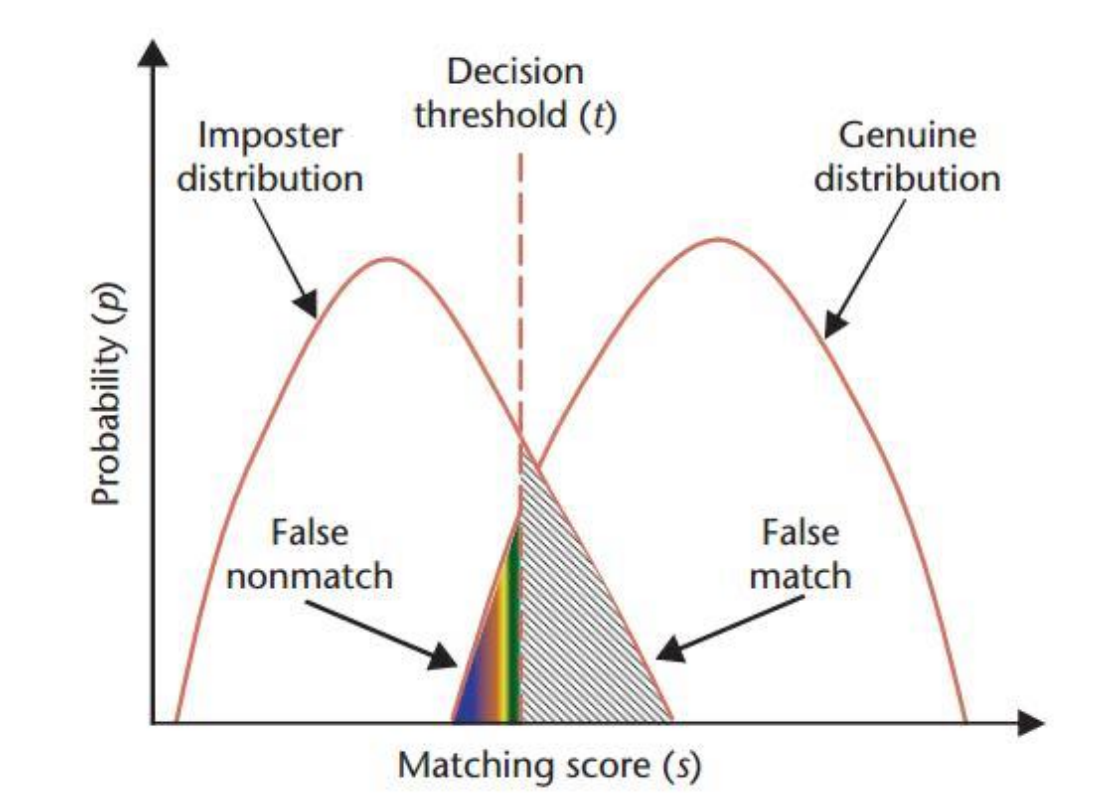 Decision
threshold (t)
Imposter
distribution
Genuine
distribution
Probability (p)
False
nonmatch
False
match
Matching score (s)